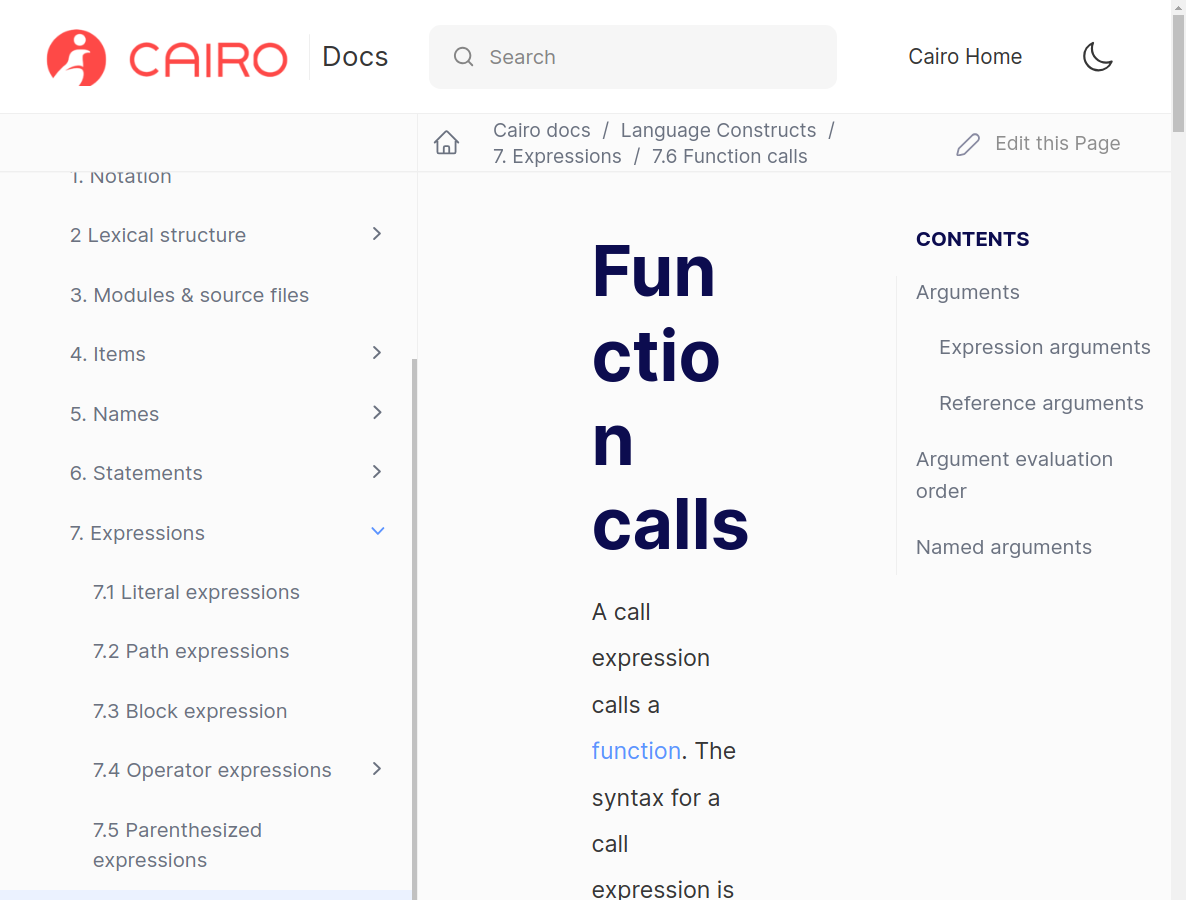 CAIRO Docs
Search
Cairo Home
Cairo docs / Language Constructs /
7. Expressions / 7.6 Function calls
Edit this Page
1. Notation
2 Lexical structure
3. Modules & source files
4. Items
5. Names
6. Statements
7. Expressions
7.1 Literal expressions
7.2 Path expressions
7.3 Block expression
7.4 Operator expressions
7.5 Parenthesized
expressions
Fun
ctio
n
calls
A call
expression
calls a
function. The
syntax for a
call
expression is
CONTENTS
Arguments
Expression arguments
Reference arguments
Argument evaluation
order
Named arguments